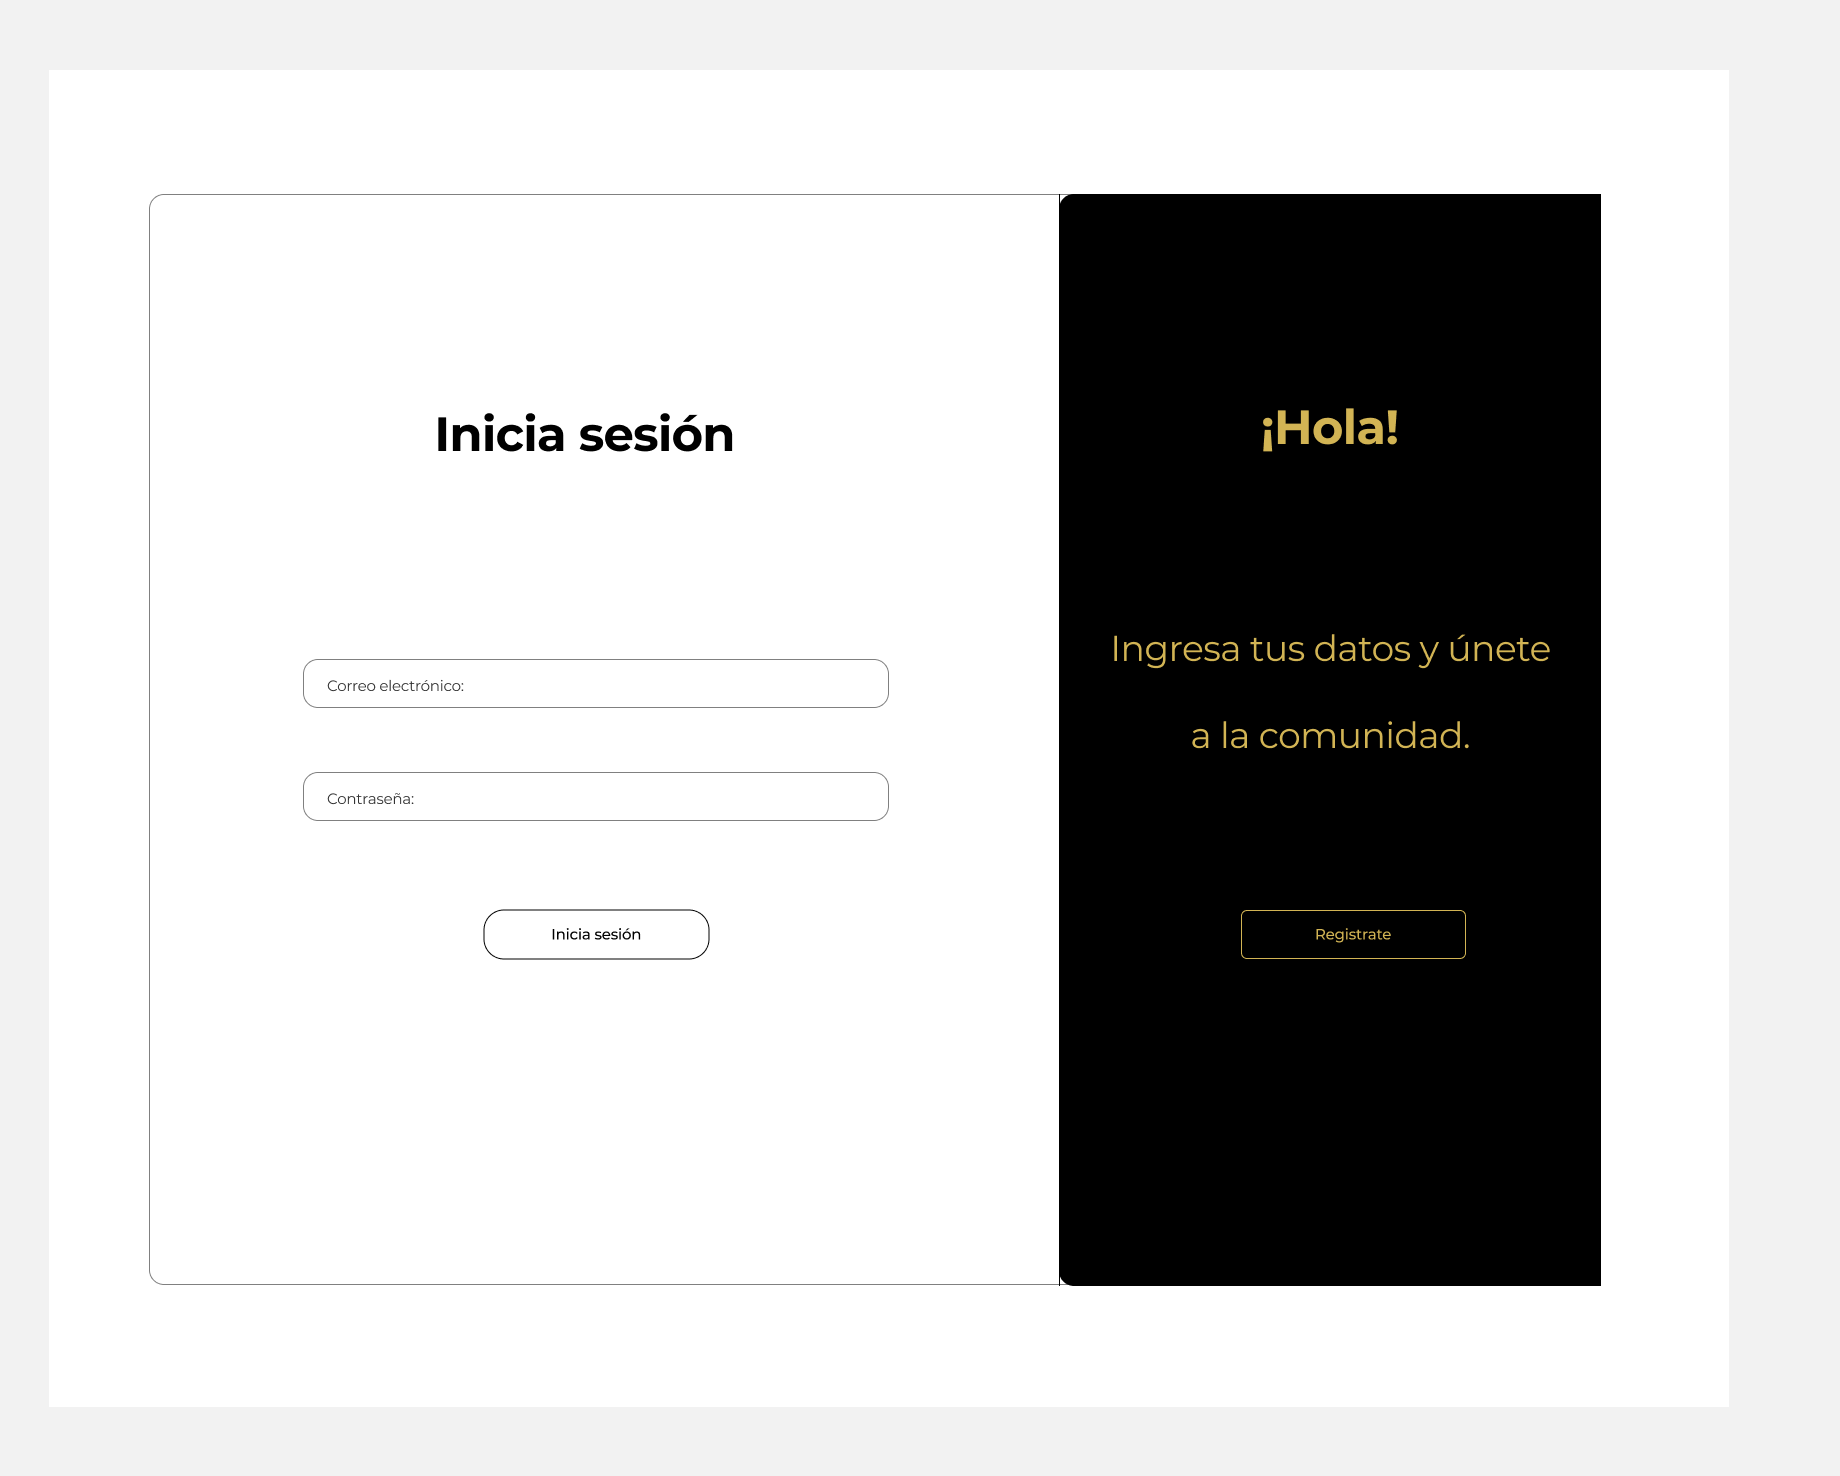 Inicia sesión
Correo electrónico:
Contraseña:
Inicia sesión
¡Hola!
Ingresa tus datos y únete
a la comunidad.
Registrate